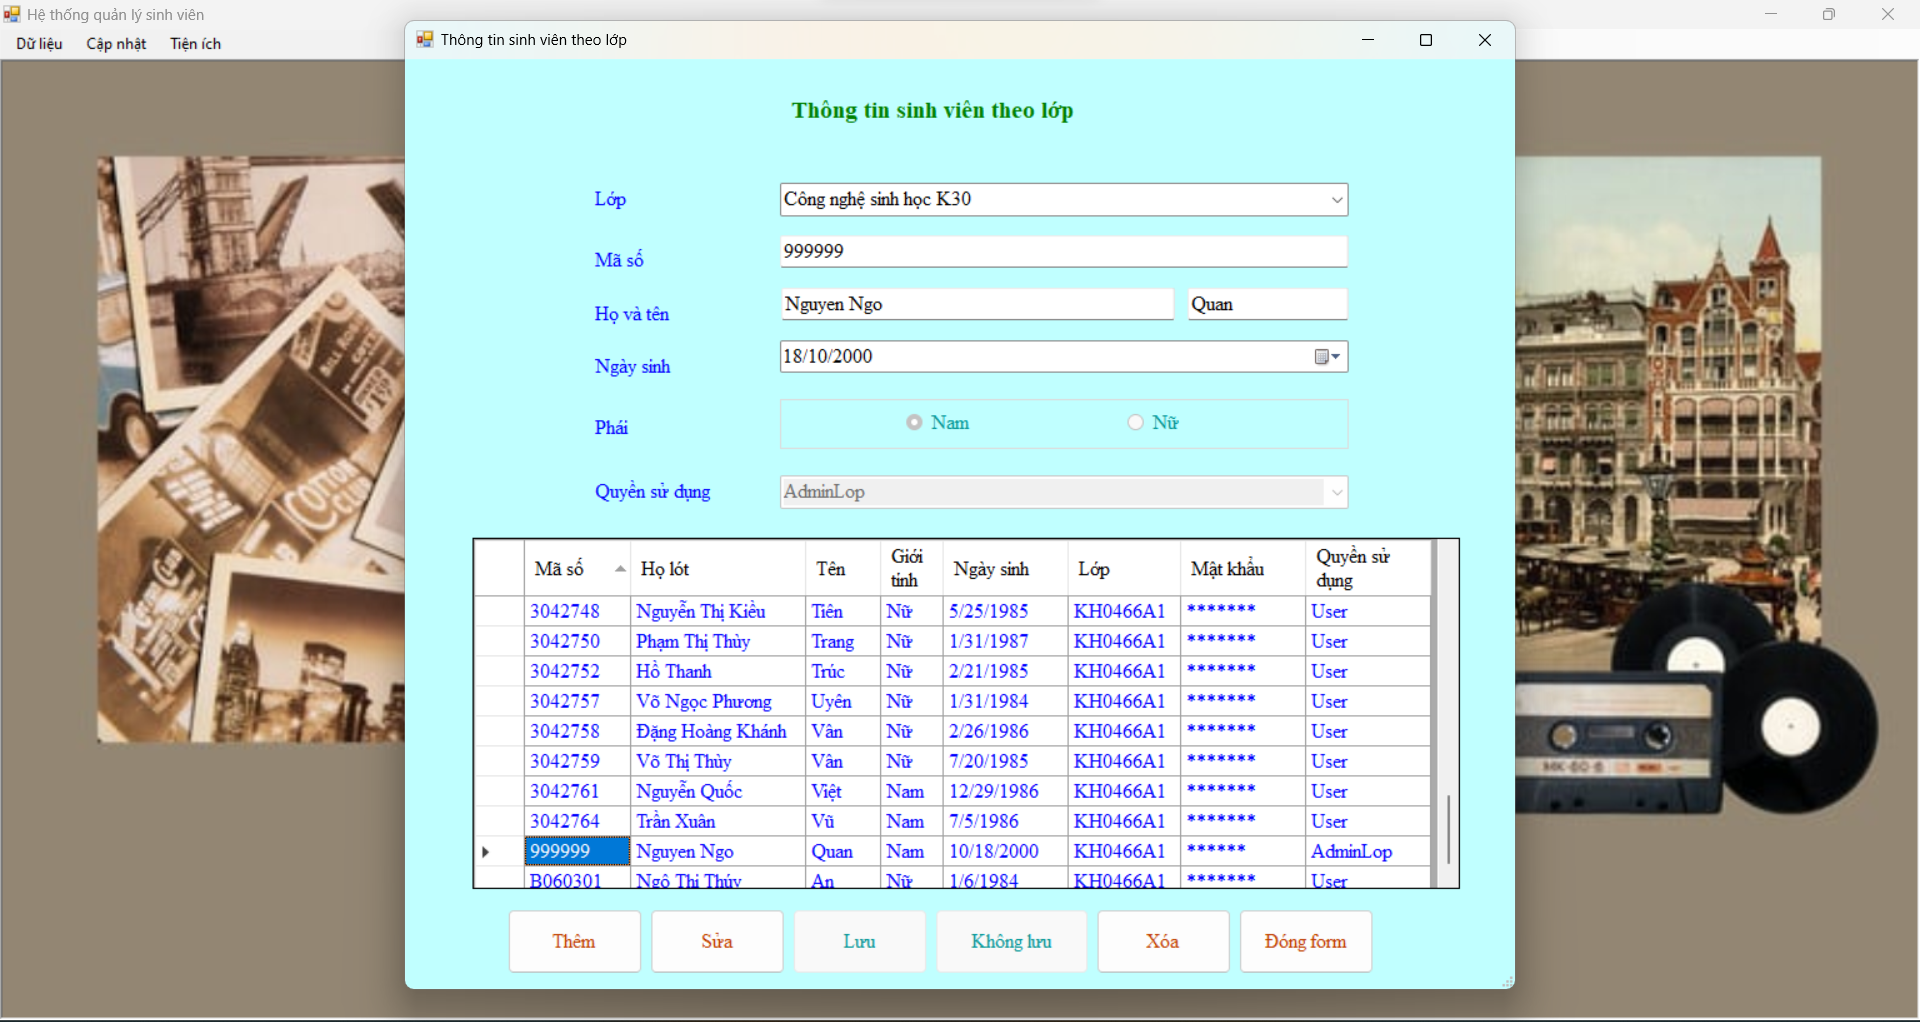 Hệ thống quản lý sinh viên
Dữ liệu Cập nhật Tiện ích
Thông tin sinh viên theo lớp
Thông tin sinh viên theo lớp
Lớp Công nghệ sinh học K30
Mã số 999999
Họ và tên Nguyen Ngo Quan
Ngày sinh 18/10/2000
Phái Nam Nữ
Quyền sử dụng AdminLop
Mã số Họ lót Tên Giới tính Ngày sinh Lớp Mật khẩu Quyền sử dụng
3042748 Nguyễn Thị Kiều Tiên Nữ 5/25/1985 KH0466A1 ******* User
3042750 Phạm Thị Thùy Trang Nữ 1/31/1987 KH0466A1 ******* User
3042752 Hồ Thanh Trúc Nữ 2/21/1985 KH0466A1 ******* User
3042757 Võ Ngọc Phương Uyên Nữ 1/31/1984 KH0466A1 ******* User
3042758 Đặng Hoàng Khánh Vân Nữ 2/26/1986 KH0466A1 ******* User
3042759 Võ Thị Thùy Vân Nữ 7/20/1985 KH0466A1 ******* User
3042761 Nguyễn Quốc Việt Nam 12/29/1986 KH0466A1 ******* User
3042764 Trần Xuân Vũ Nam 7/5/1986 KH0466A1 ******* User
999999 Nguyen Ngo Quan Nam 10/18/2000 KH0466A1 ****** AdminLop
B060301 Ngô Thị Thúy An Nữ 1/6/1984 KH0466A1 ******* User
Thêm Sửa Lưu Không lưu Xóa Đóng form
COTTON
CLUB